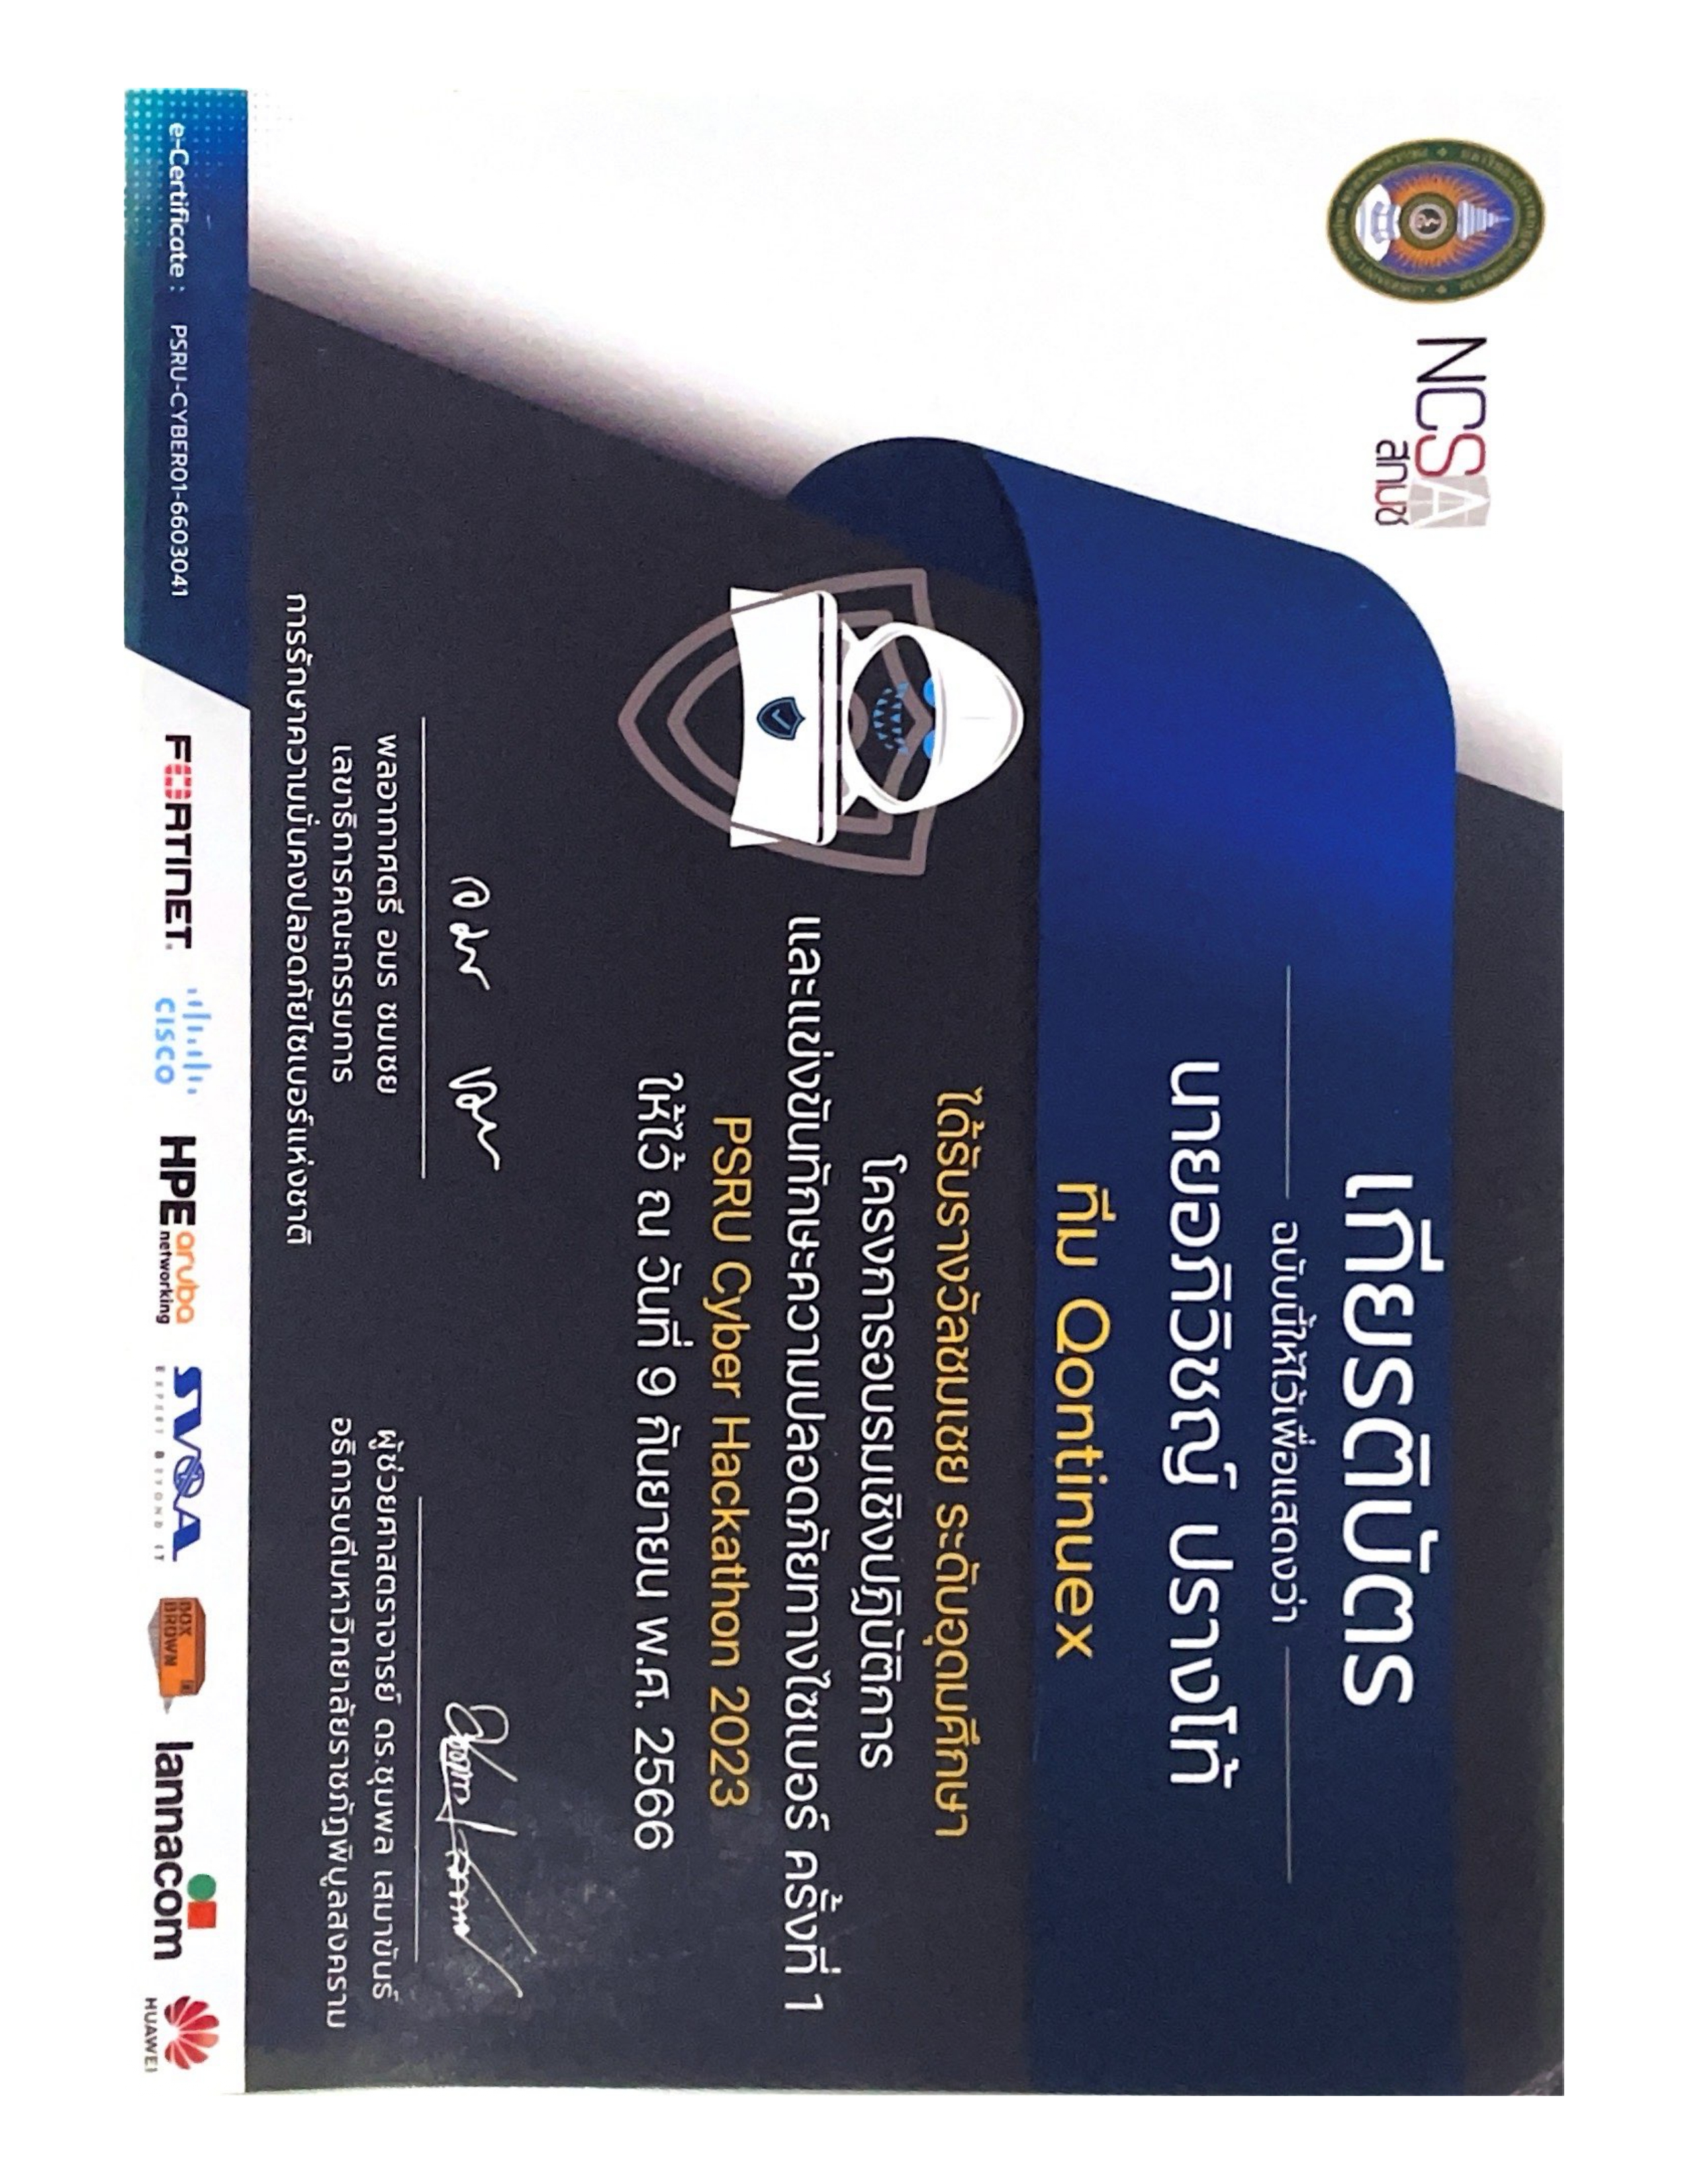 NCSA
สกมช
เกียรติบัตร
ฉบับนี้ให้ไว้เพื่อแสดงว่า
นายอภิวิชญ์ ปรางโท้
ทีม Qontinuex
ได้รับรางวัลชมเชย ระดับอุดมศึกษา
โครงการอบรมเชิงปฏิบัติการ
และแข่งขันทักษะความปลอดภัยทางไซเบอร์ ครั้งที่ 1
PSRU Cyber Hackathon 2023
ให้ไว้ ณ วันที่ 9 กันยายน พ.ศ. 2566
พลอากาศตรี อมร ชมเชย
เลขาธิการคณะกรรมการ
การรักษาความมั่นคงปลอดภัยไซเบอร์แห่งชาติ
ผู้ช่วยศาสตราจารย์ ดร.ชุมพล เสมาขันธ์
อธิการบดีมหาวิทยาลัยราชภัฏพิบูลสงคราม
e-Certificate : PSRU-CYBER01-6603041
FORTINET
CISCO
HPE aruba networking
SVOA
EXPERT BEYOND IT
BOX BROWN
lannacom
HUAWEI